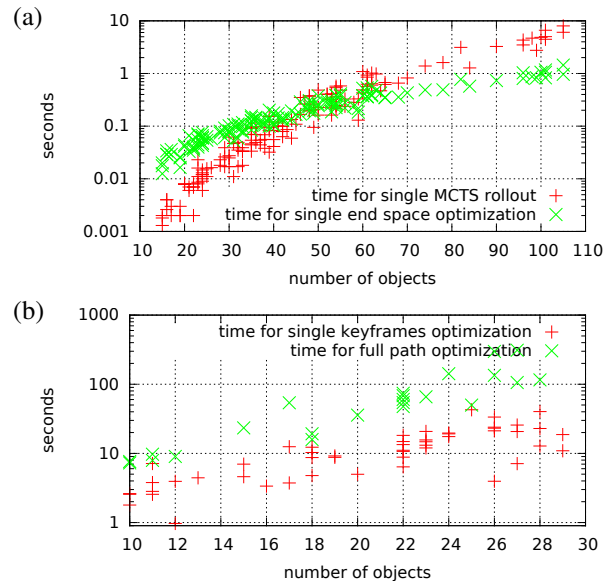 (a)
10
1
0.1
0.01
0.001
seconds
time for single MCTS rollout
time for single end space optimization
10 20 30 40 50 60 70 80 90 100 110
number of objects
(b)
1000
100
10
1
seconds
time for single keyframes optimization
time for full path optimization
10 12 14 16 18 20 22 24 26 28 30
number of objects